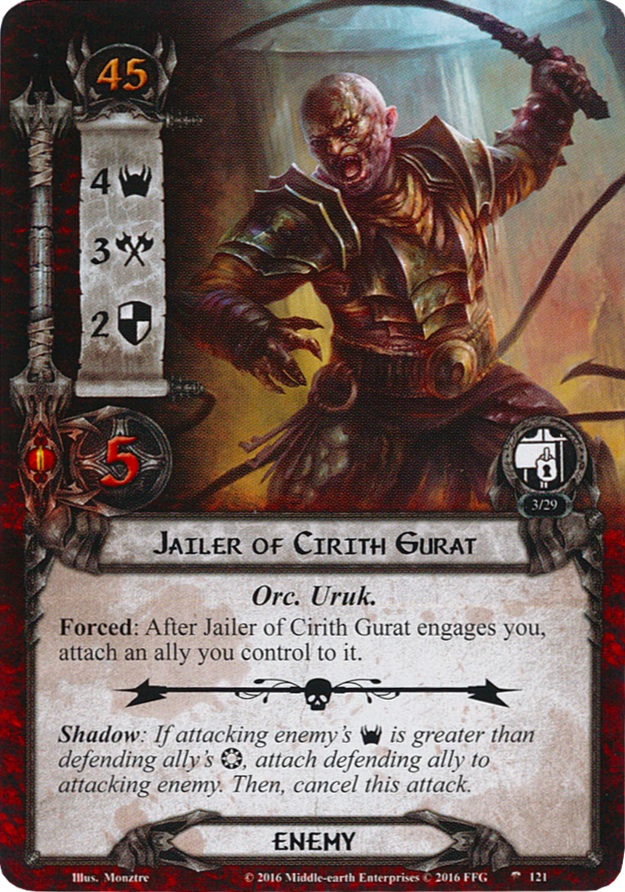 45
4
3
2
5
3/29
Jailer of Cirith Gurat
Orc. Uruk.
Forced: After Jailer of Cirith Gurat engages you,
attach an ally you control to it.
Shadow: If attacking enemy's is greater than
defending ally's , attach defending ally to
attacking enemy. Then, cancel this attack.
ENEMY
Illus. Monztre © 2016 Middle-earth Enterprises © 2016 FFG 121